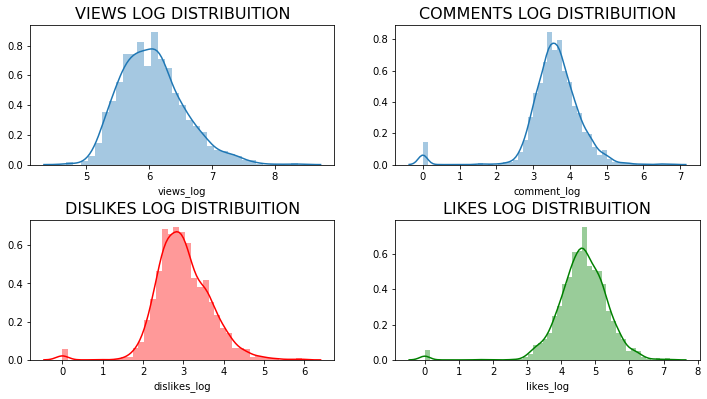 VIEWS LOG DISTRIBUITION
0.8
0.6
0.4
0.2
0.0
5 6 7 8
views_log
COMMENTS LOG DISTRIBUITION
0.8
0.6
0.4
0.2
0.0
0 1 2 3 4 5 6 7
comment_log
DISLIKES LOG DISTRIBUITION
0.6
0.4
0.2
0.0
0 1 2 3 4 5 6
dislikes_log
LIKES LOG DISTRIBUITION
0.6
0.4
0.2
0.0
0 1 2 3 4 5 6 7 8
likes_log